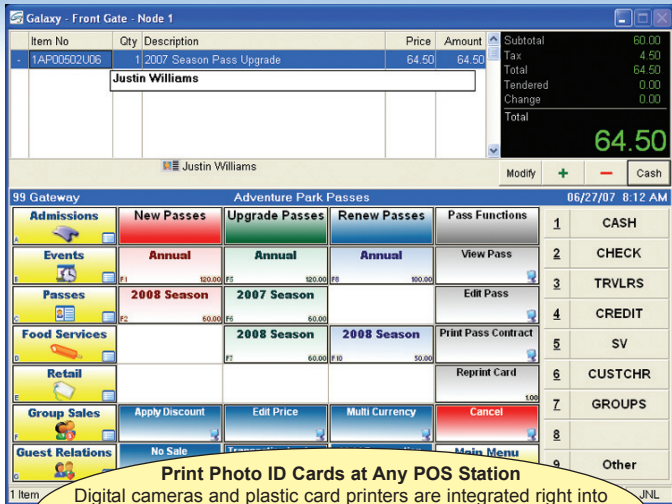 Galaxy - Front Gate - Node 1
Item No Qty Description Price Amount
- 1AP00502U06 1 2007 Season Pass Upgrade 64.50 64.50
Justin Williams
Subtotal 60.00
Tax 4.50
Total 64.50
Tendered 0.00
Change 0.00
Total
64.50
Justin Williams
Modify + − Cash
99 Gateway Adventure Park Passes 06/27/07 8:12 AM
Admissions New Passes Upgrade Passes Renew Passes Pass Functions 1 CASH
A
Events Annual Annual Annual View Pass 2 CHECK
F1 120.00 F5 120.00 F8 100.00
Passes 2008 Season 2007 Season Edit Pass 3 TRVLRS
C F2 60.00 F6 60.00
4 CREDIT
Food Services 2008 Season 2008 Season Print Pass Contract 5 SV
D F7 60.00 F10 50.00
Retail Reprint Card 6 CUSTCHR
E 1.00
Group Sales Apply Discount Edit Price Multi Currency Cancel 7 GROUPS
F 8
Guest Relations No Sale Main Menu 9 Other
G
1 Item JNL
Print Photo ID Cards at Any POS Station
Digital cameras and plastic card printers are integrated right into